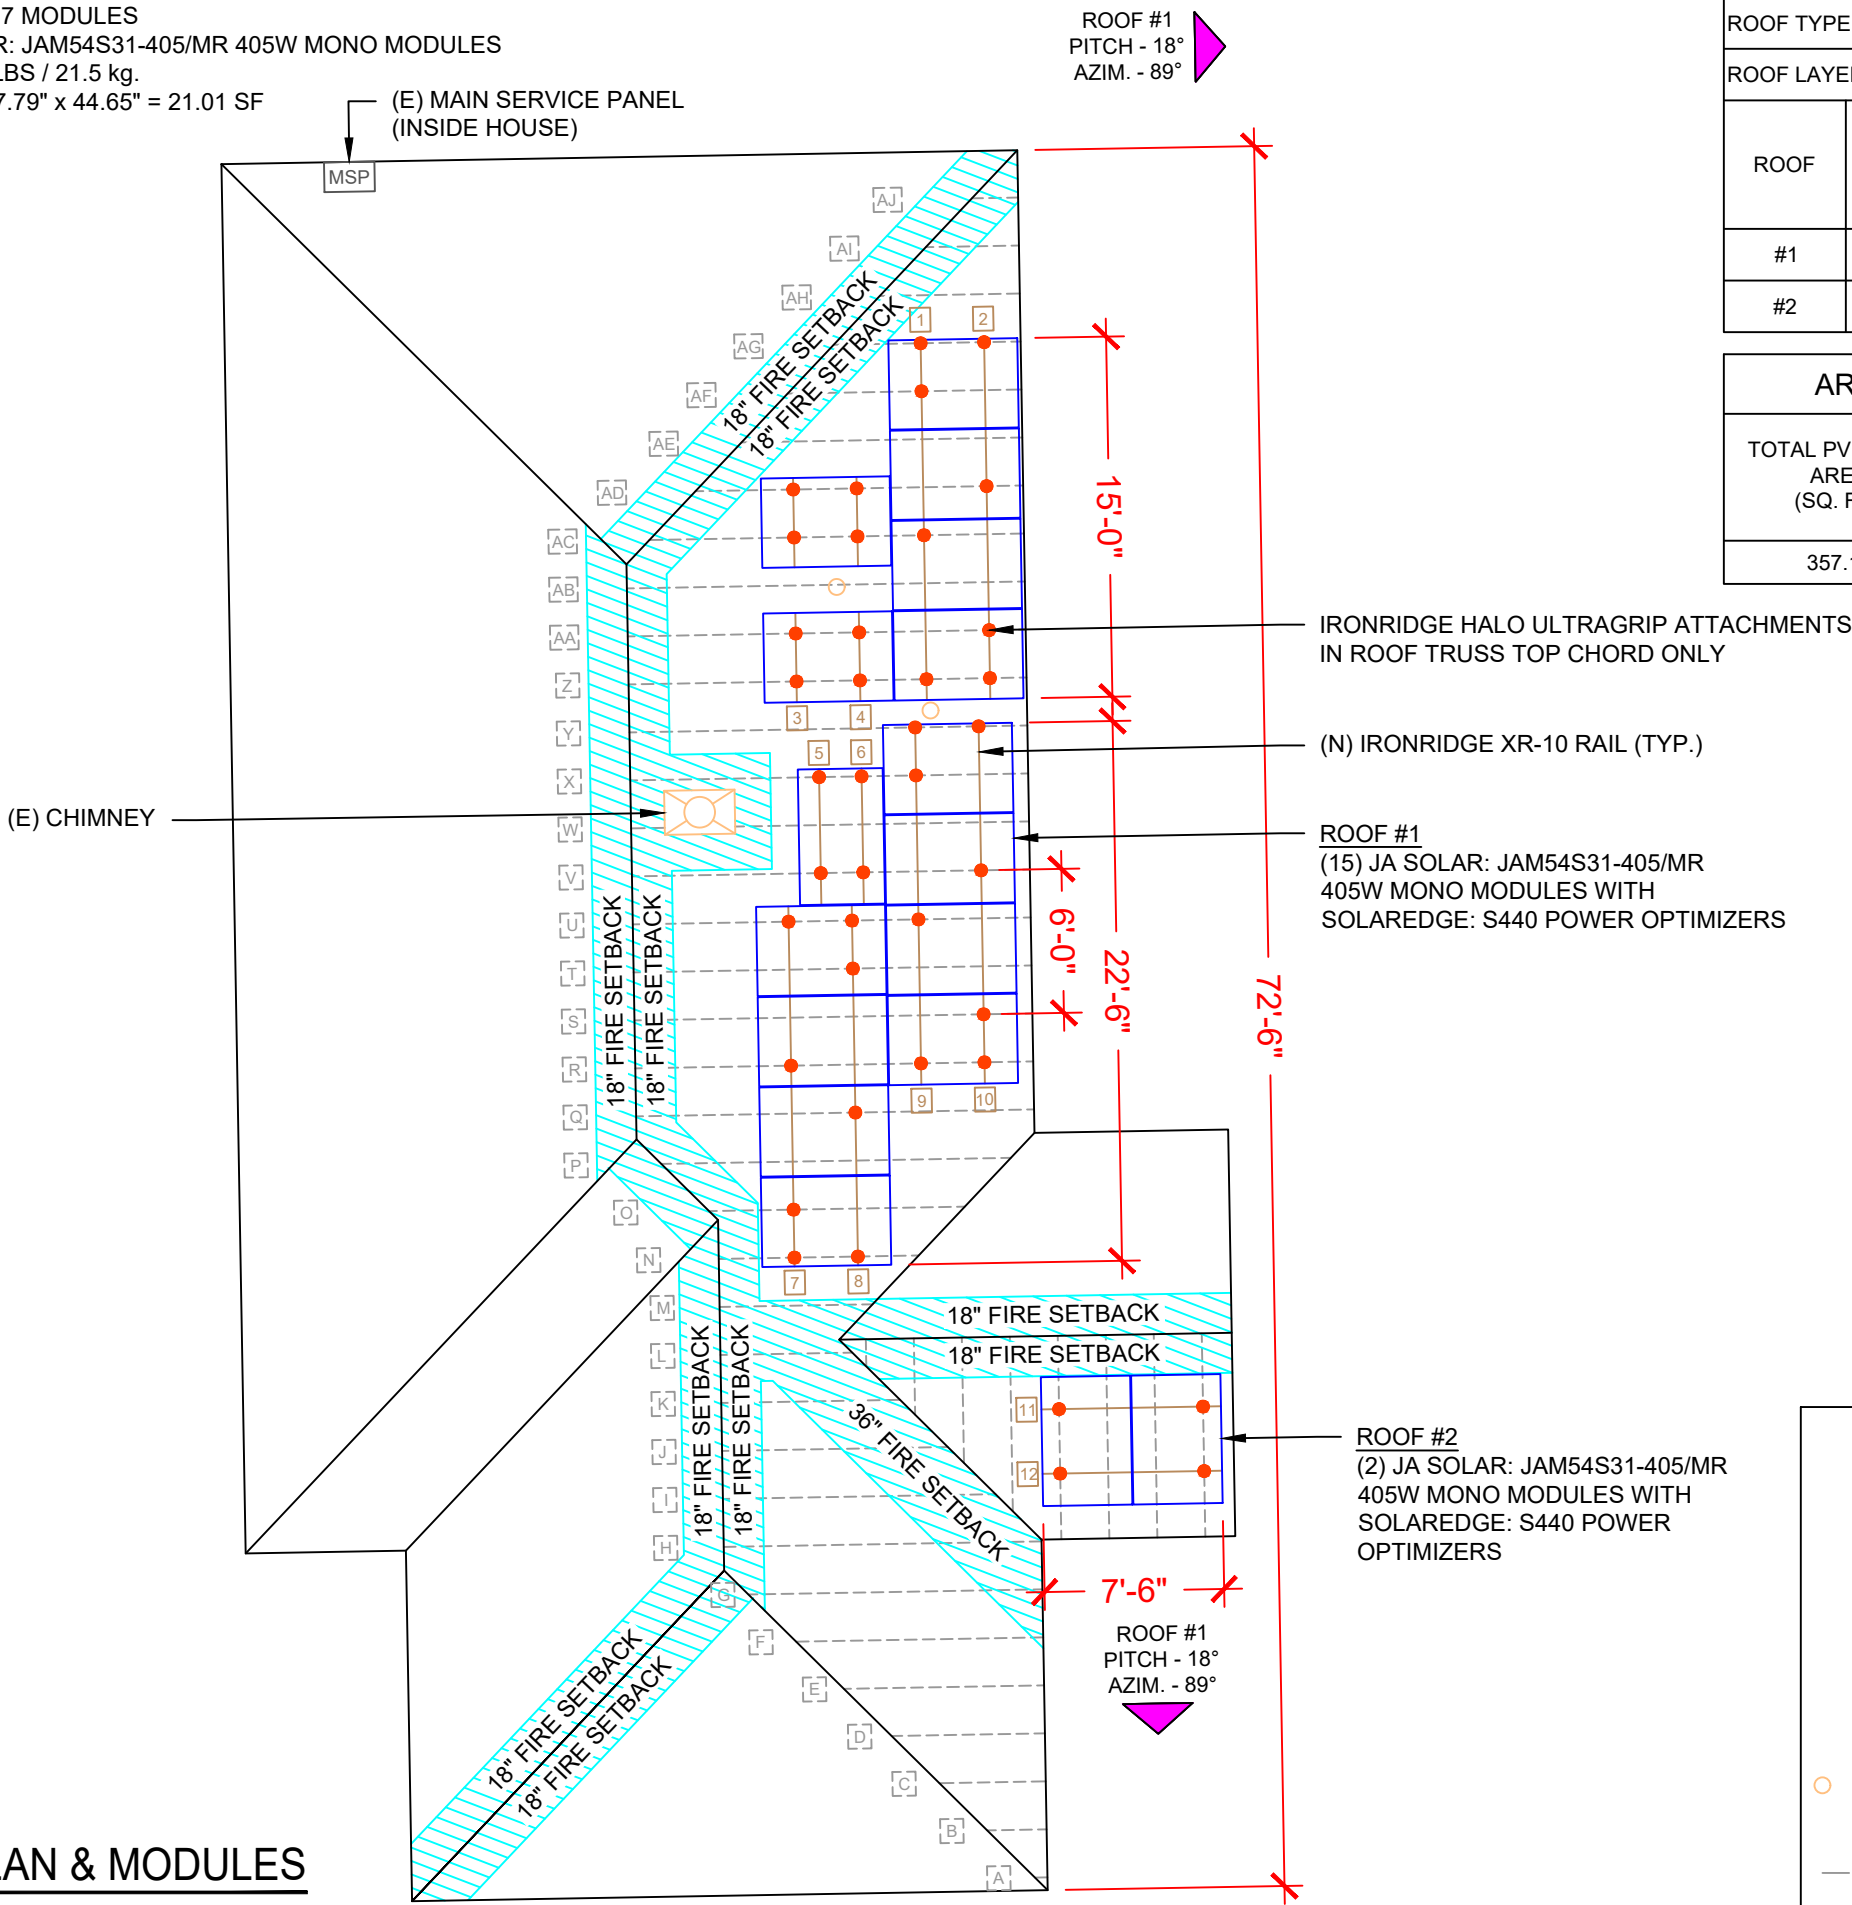 7 MODULES
R: JAM54S31-405/MR 405W MONO MODULES
LBS / 21.5 kg.
7.79" x 44.65" = 21.01 SF
(E) MAIN SERVICE PANEL
(INSIDE HOUSE)
MSP
ROOF #1
PITCH - 18°
AZIM. - 89°
ROOF TYPE
ROOF LAYE
ROOF
#1
#2
AR
TOTAL PV
ARE
(SQ. F
357.
AJ
AI
AH
AG
AF
AE
AD
AC
AB
AA
Z
Y
X
W
V
U
T
S
R
Q
P
O
N
M
L
K
J
I
H
G
F
E
D
C
B
A
18" FIRE SETBACK
18" FIRE SETBACK
1
2
3
4
5
6
7
8
9
10
11
12
15'-0"
6'-0"
22'-6"
72'-6"
7'-6"
IRONRIDGE HALO ULTRAGRIP ATTACHMENTS
IN ROOF TRUSS TOP CHORD ONLY
(N) IRONRIDGE XR-10 RAIL (TYP.)
(E) CHIMNEY
ROOF #1
(15) JA SOLAR: JAM54S31-405/MR
405W MONO MODULES WITH
SOLAREDGE: S440 POWER OPTIMIZERS
18" FIRE SETBACK
18" FIRE SETBACK
18" FIRE SETBACK
18" FIRE SETBACK
18" FIRE SETBACK
18" FIRE SETBACK
36" FIRE SETBACK
ROOF #2
(2) JA SOLAR: JAM54S31-405/MR
405W MONO MODULES WITH
SOLAREDGE: S440 POWER
OPTIMIZERS
ROOF #1
PITCH - 18°
AZIM. - 89°
18" FIRE SETBACK
18" FIRE SETBACK
LAN & MODULES